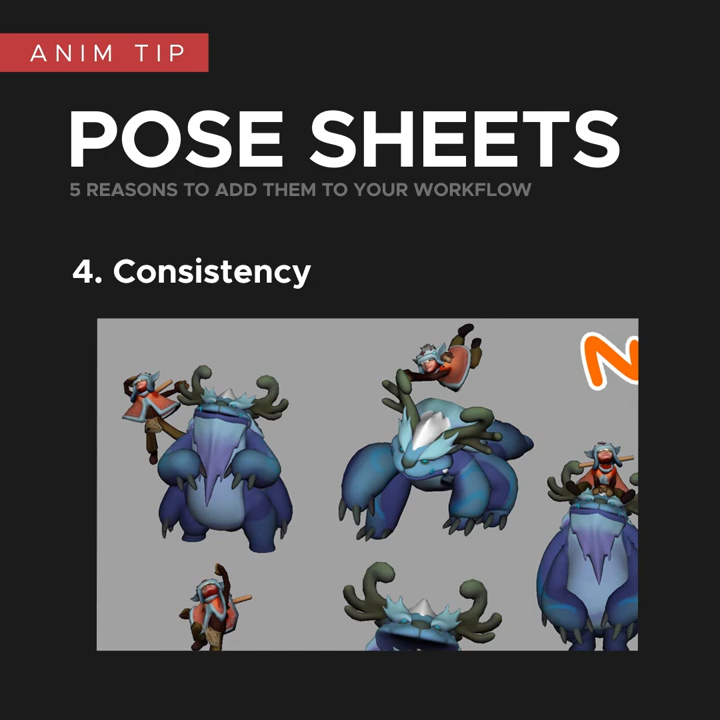 ANIM TIP
POSE SHEETS
5 REASONS TO ADD THEM TO YOUR WORKFLOW
4. Consistency
N